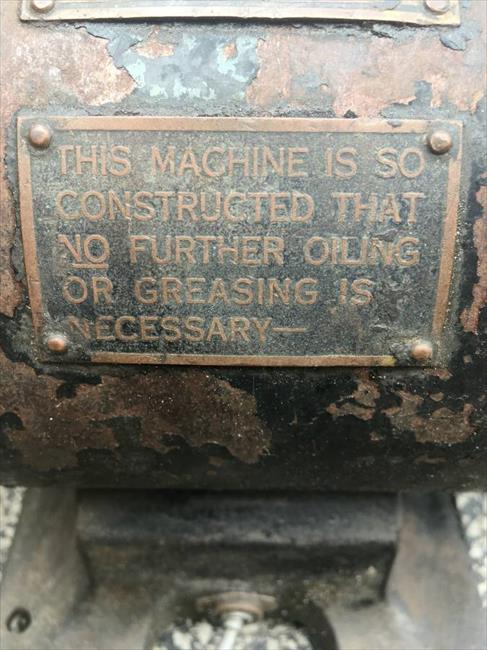 THIS MACHINE IS SO
CONSTRUCTED THAT
NO FURTHER OILING
OR GREASING IS
NECESSARY—